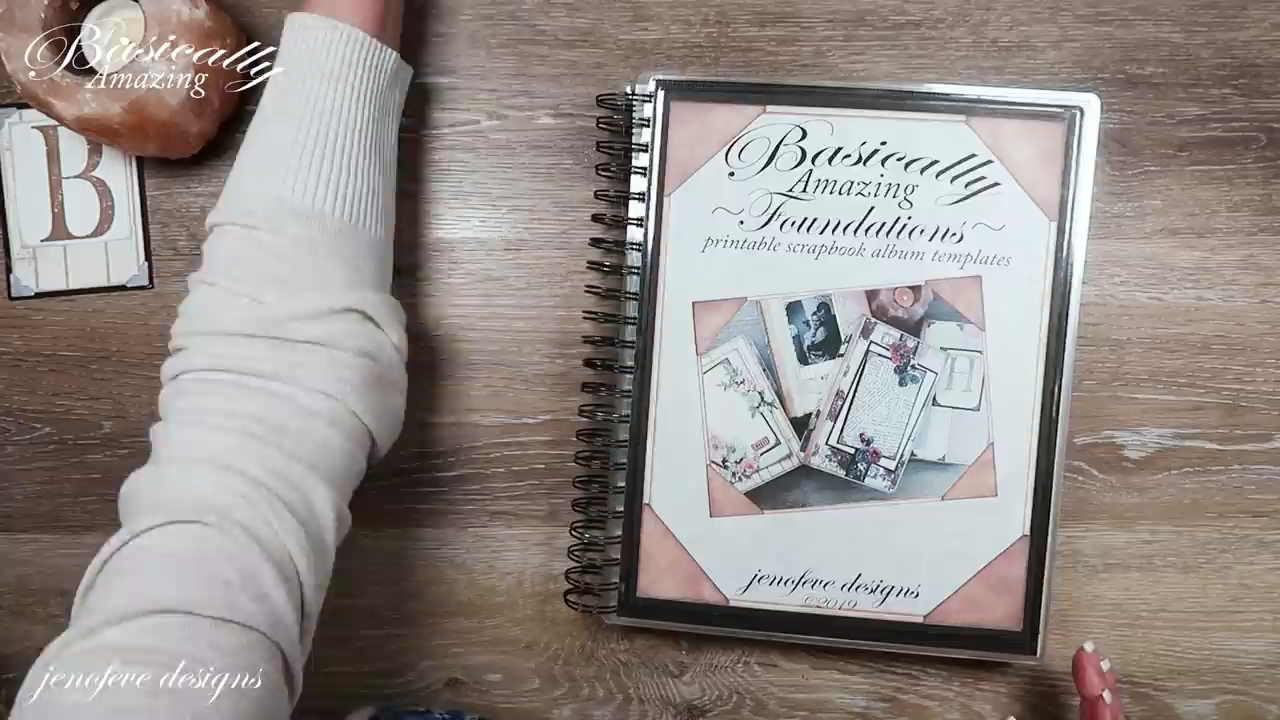 Basically
Amazing
B
Basically
Amazing
~Foundations~
printable scrapbook album templates
H
jenofeve designs
©2019
jenofeve designs